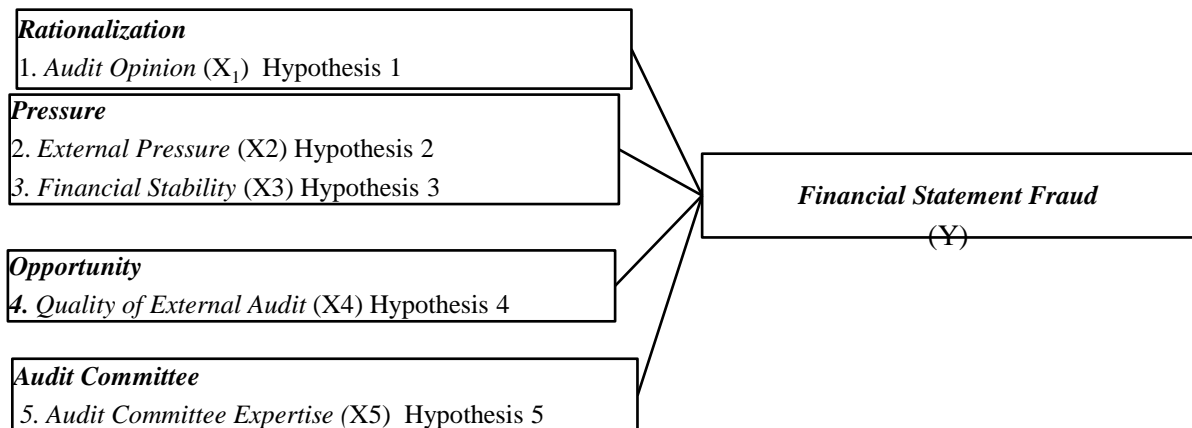 Rationalization
1. Audit Opinion (X₁) Hypothesis 1
Pressure
2. External Pressure (X2) Hypothesis 2
3. Financial Stability (X3) Hypothesis 3
Financial Statement Fraud
(Y)
Opportunity
4. Quality of External Audit (X4) Hypothesis 4
Audit Committee
5. Audit Committee Expertise (X5) Hypothesis 5